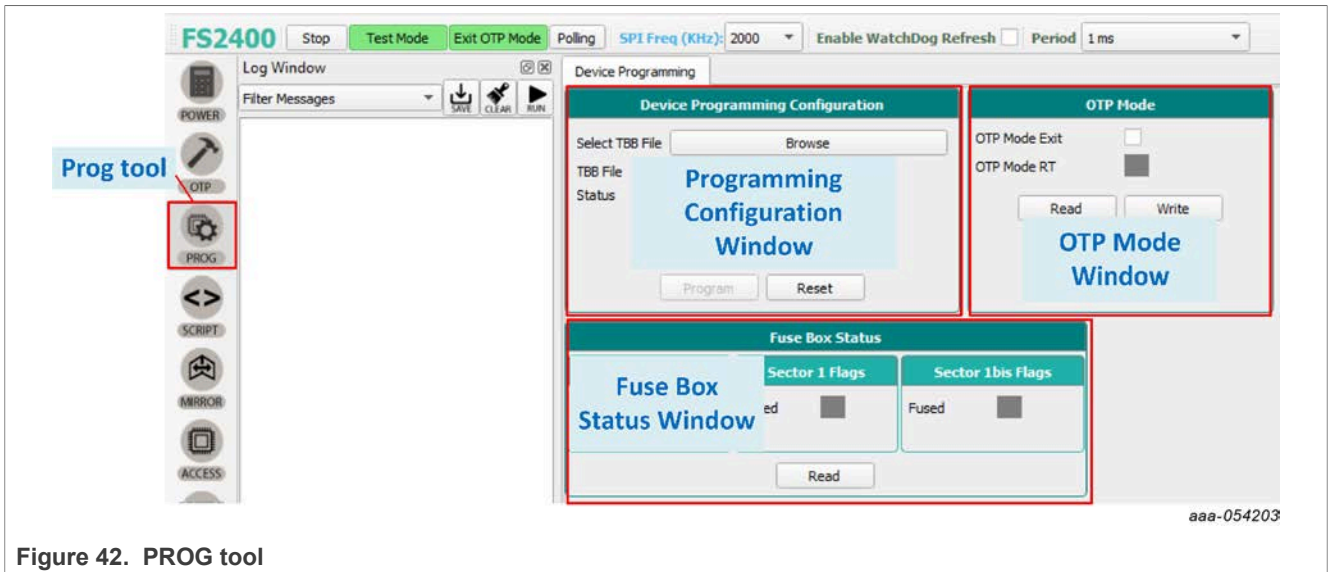 FS2400 Stop Test Mode Exit OTP Mode Polling SPI Freq (KHz): 2000 Enable WatchDog Refresh Period 1 ms
Log Window
Filter Messages SAVE CLEAR RUN
POWER
OTP
PROG
SCRIPT
MIRROR
ACCESS
Prog tool
Device Programming
Device Programming Configuration
Select TBB File Browse
TBB File
Status
Programming
Configuration
Window
Program Reset
OTP Mode
OTP Mode Exit
OTP Mode RT
Read Write
OTP Mode
Window
Fuse Box Status
Sector 1 Flags Sector 1bis Flags
Fused
Fuse Box
Status Window
Read
aaa-054203
Figure 42. PROG tool